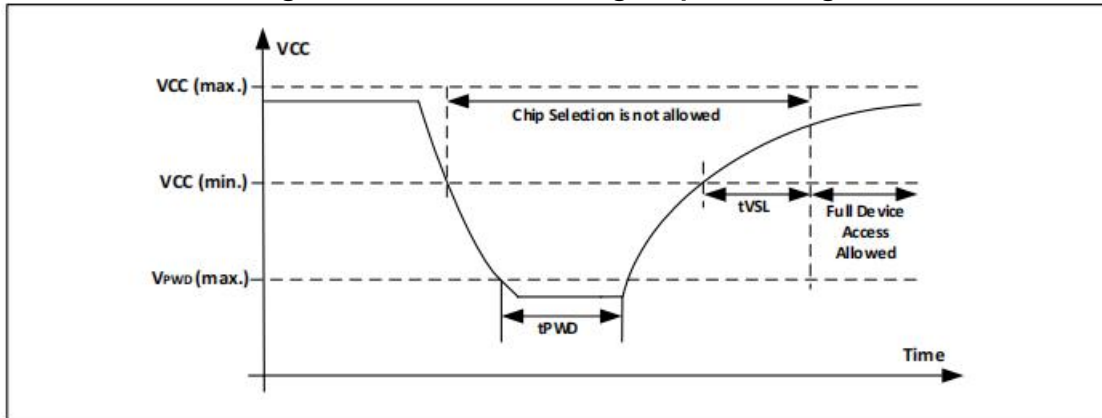 VCC
VCC (max.)
Chip Selection is not allowed
VCC (min.)
tVSL
Full Device
Access
Allowed
VPWD (max.)
tPWD
Time